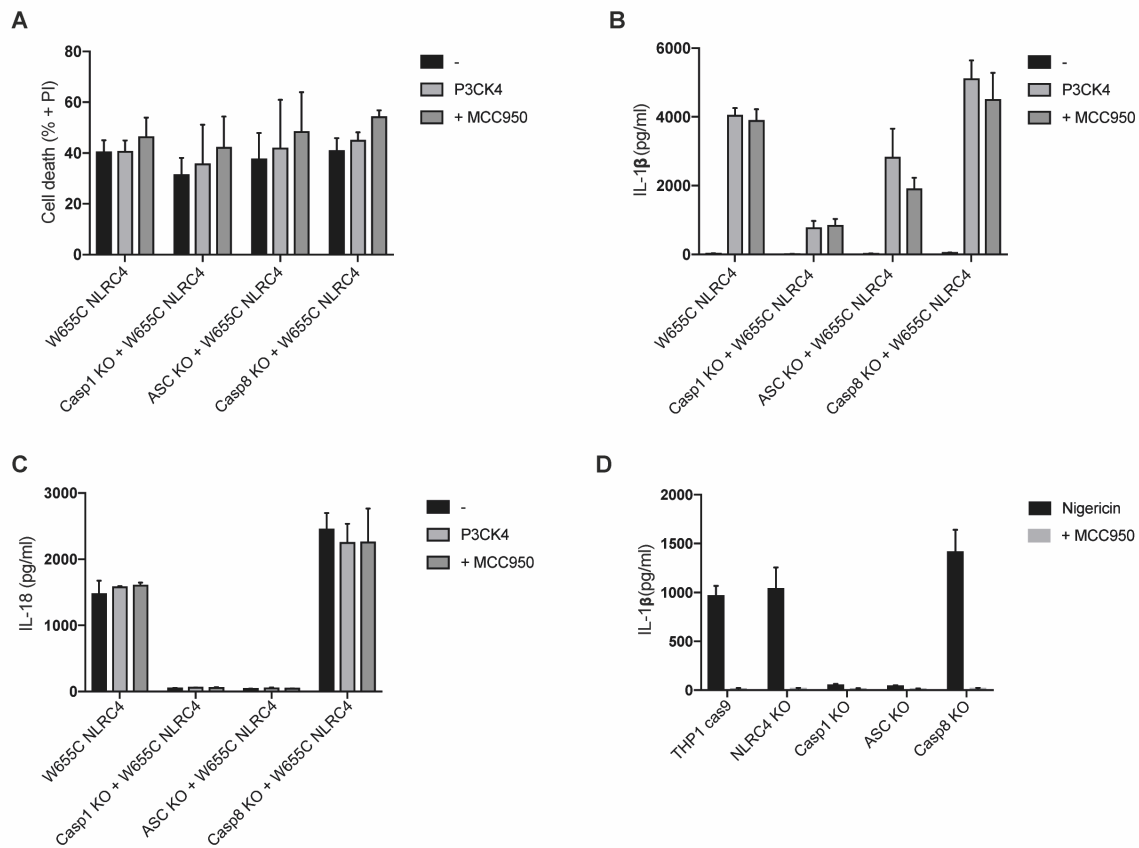 A
80
60
40
20
0
Cell death (% + PI)
W655C NLRC4
Casp1 KO + W655C NLRC4
ASC KO + W655C NLRC4
Casp8 KO + W655C NLRC4
-
P3CK4
+ MCC950
B
6000
4000
2000
0
IL-1β (pg/ml)
W655C NLRC4
Casp1 KO + W655C NLRC4
ASC KO + W655C NLRC4
Casp8 KO + W655C NLRC4
-
P3CK4
+ MCC950
C
3000
2000
1000
0
IL-18 (pg/ml)
W655C NLRC4
Casp1 KO + W655C NLRC4
ASC KO + W655C NLRC4
Casp8 KO + W655C NLRC4
-
P3CK4
+ MCC950
D
2000
1500
1000
500
0
IL-1β(pg/ml)
THP1 cas9
NLRC4 KO
Casp1 KO
ASC KO
Casp8 KO
Nigericin
+ MCC950